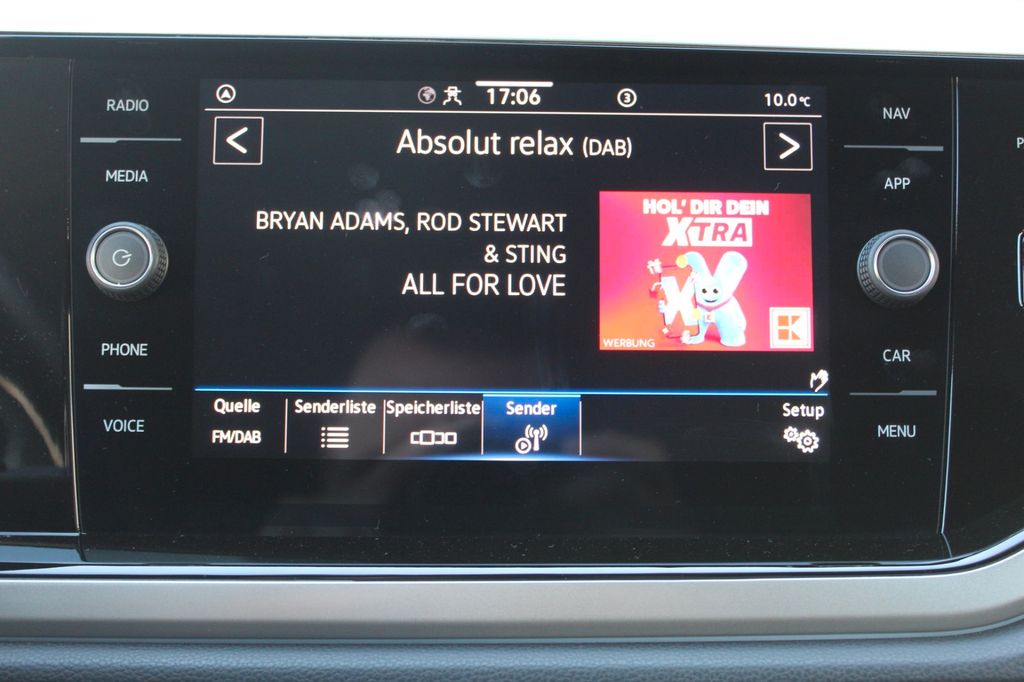 RADIO
MEDIA
PHONE
VOICE
17:06
3
10.0°C
<
Absolut relax (DAB)
>
BRYAN ADAMS, ROD STEWART
& STING
ALL FOR LOVE
HOL' DIR DEIN
XTRA
K
WERBUNG
Quelle
FM/DAB
Senderliste
Speicherliste
Sender
Setup
NAV
APP
CAR
MENU
P